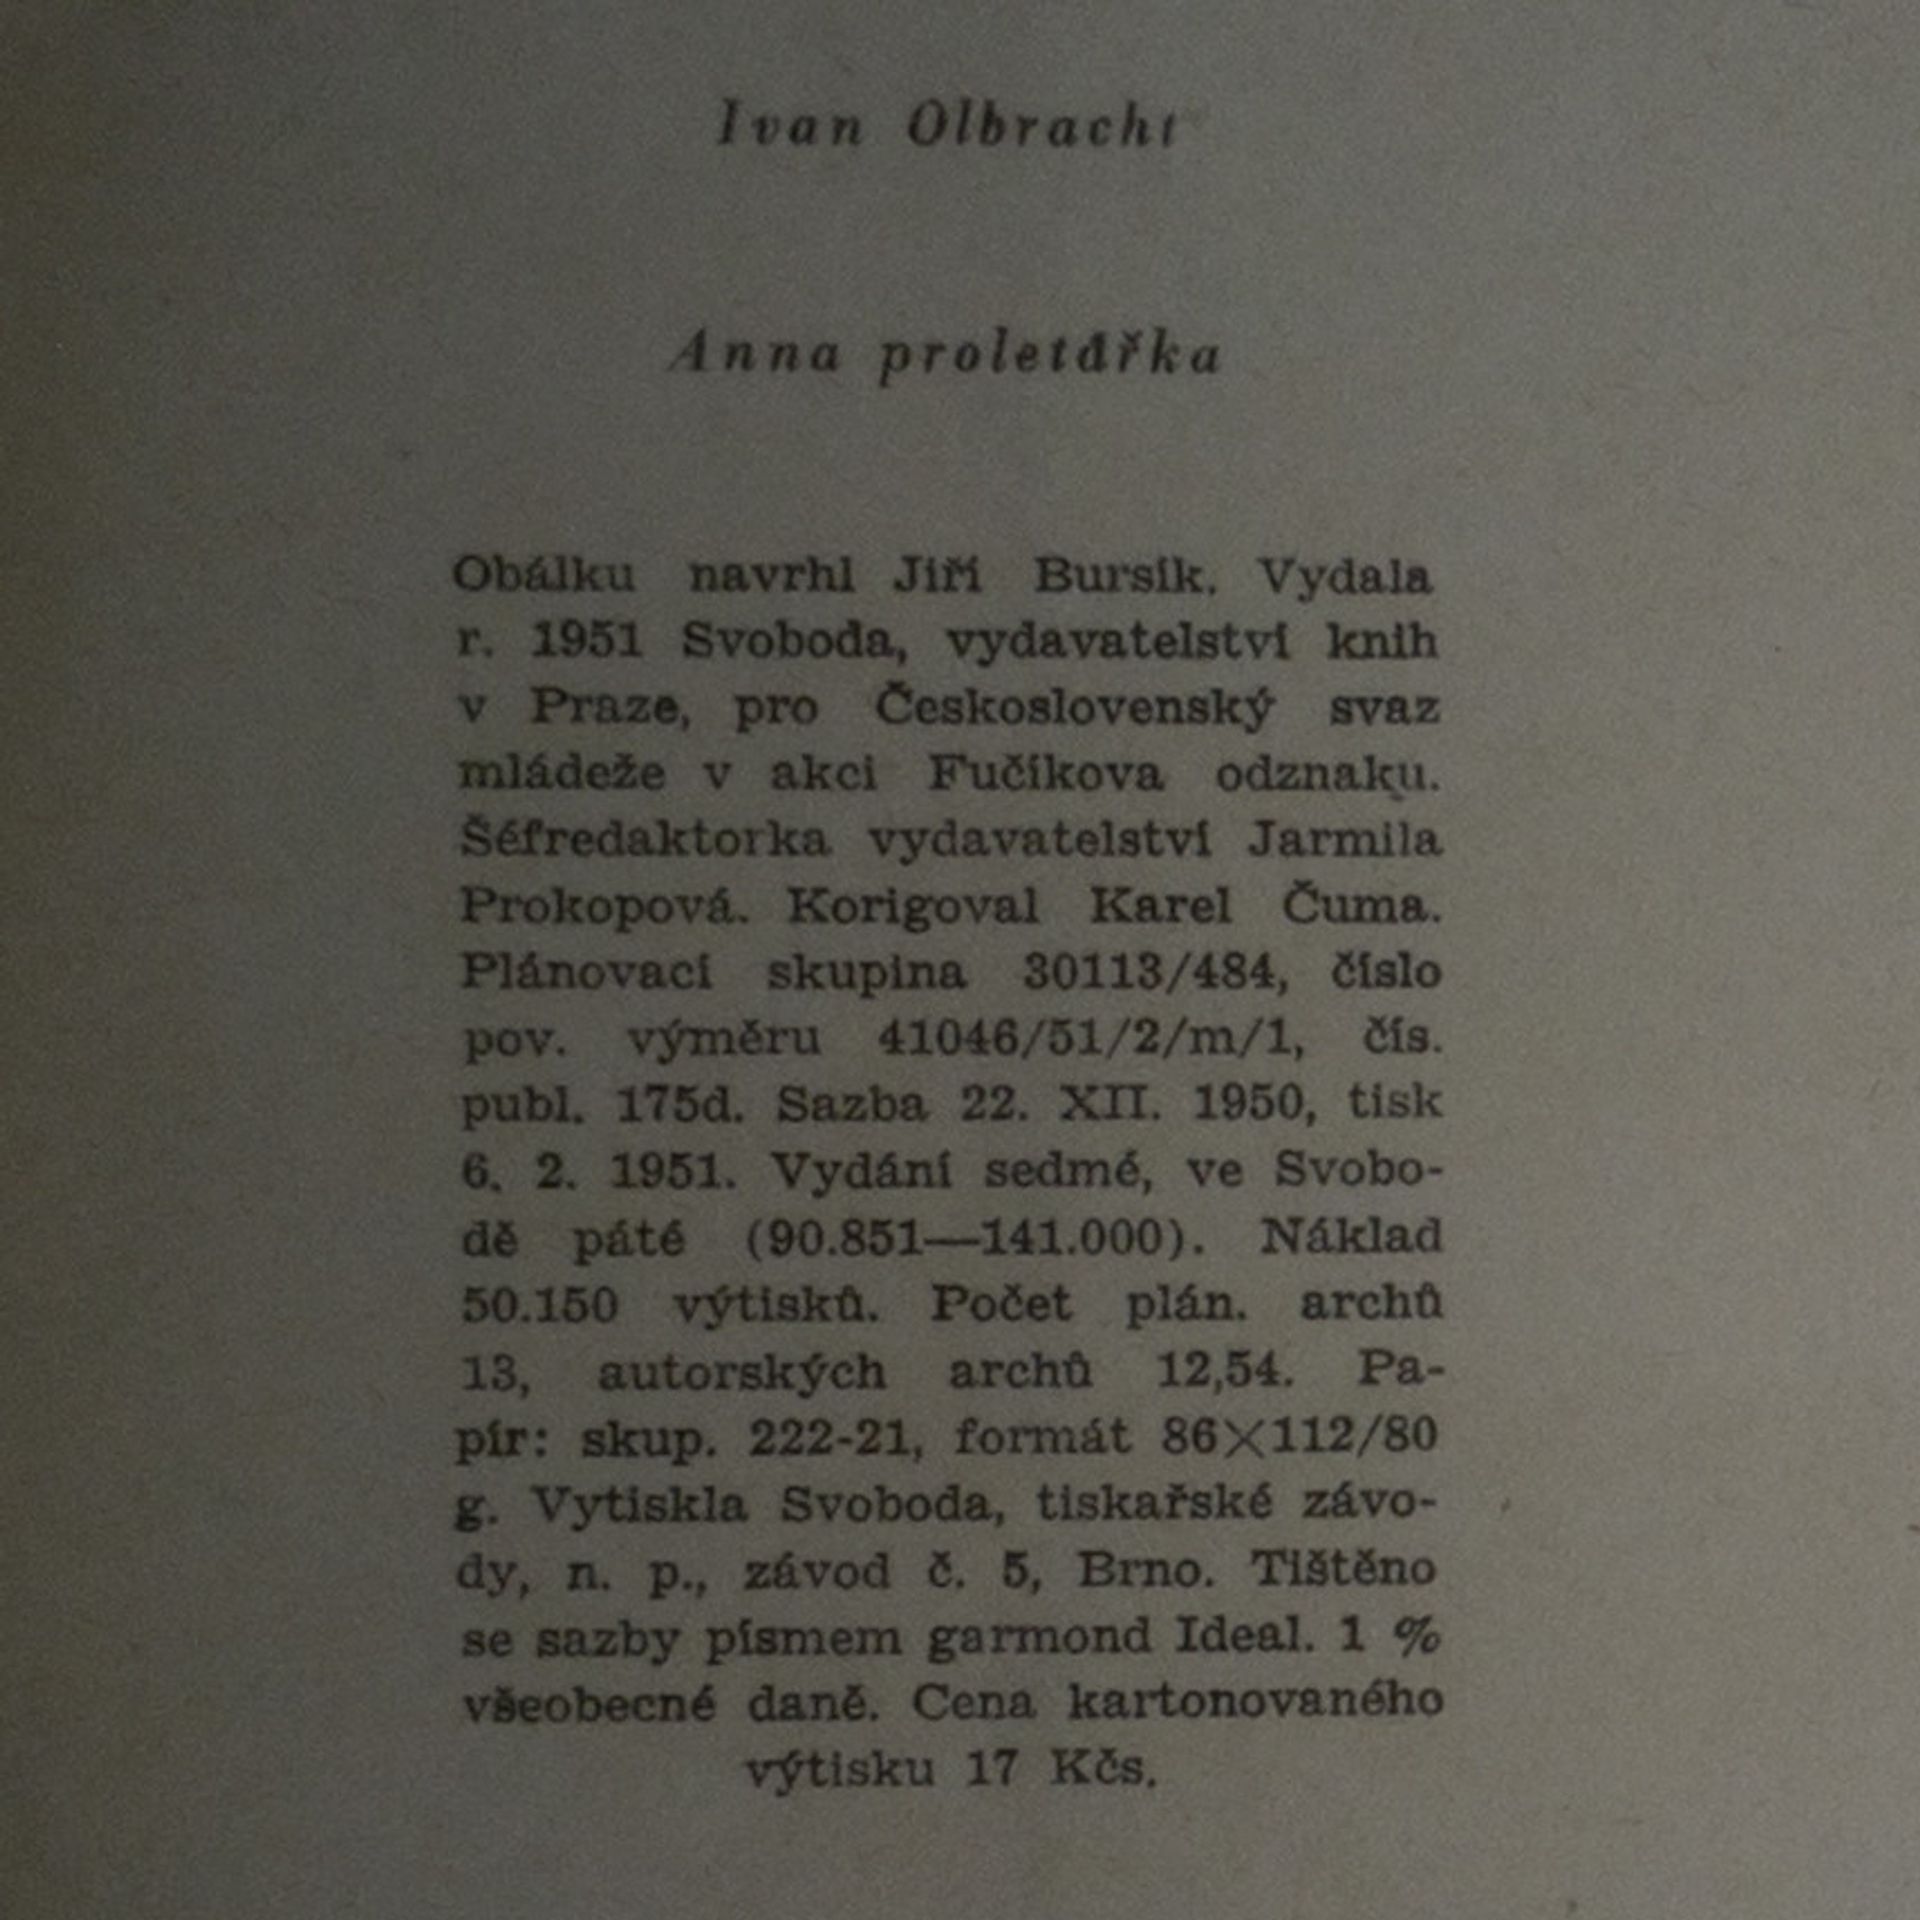 Ivan Olbracht
Anna proletářka
Obálku navrhl Jiří Bursík. Vydala
r. 1951 Svoboda, vydavatelství knih
v Praze, pro Československý svaz
mládeže v akci Fučíkova odznaku.
Šéfredaktorka vydavatelství Jarmila
Prokopová. Korigoval Karel Čuma.
Plánovací skupina 30113/484, číslo
pov. výměru 41046/51/2/m/1, čís.
publ. 175d. Sazba 22. XII. 1950, tisk
6. 2. 1951. Vydání sedmé, ve Svobo-
dě páté (90.851—141.000). Náklad
50.150 výtisků. Počet plán. archů
13, autorských archů 12,54. Pa-
pír: skup. 222-21, formát 86×112/80
g. Vytiskla Svoboda, tiskařské závo-
dy, n. p., závod č. 5, Brno. Tištěno
se sazby písmem garmond Ideal. 1 %
všeobecné daně. Cena kartonovaného
výtisku 17 Kčs.